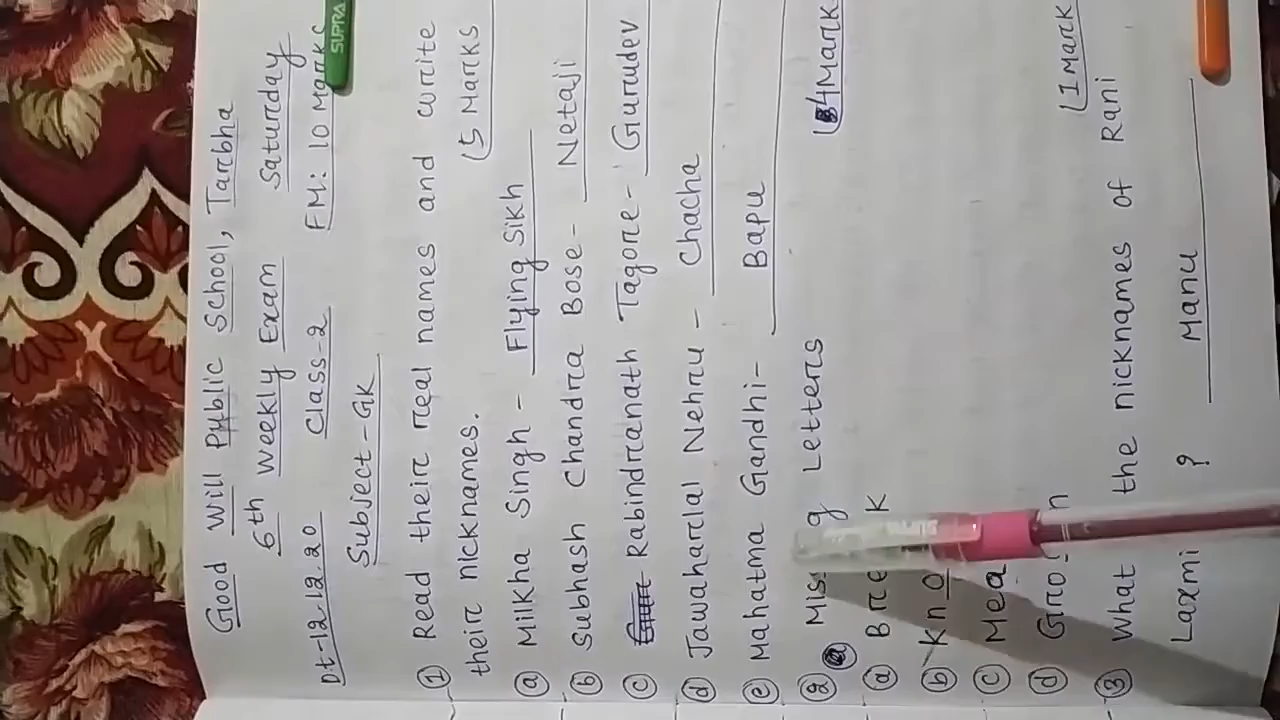 Good Will Public School, Tarbha
6th Weekly Exam Saturday
Dt-12.12.20 Class-2 FM: 10 Marks
Subject-GK
① Read their real names and write
their nicknames. (5 Marks
ⓐ Milkha Singh - Flying Sikh
ⓑ Subhash Chandra Bose - Netaji
ⓒ Rabindranath Tagore - Gurudev
ⓓ Jawaharlal Nehru - Chacha
ⓔ Mahatma Gandhi - Bapu
② Letters (4 Mark
ⓐ
ⓑ
ⓒ
ⓓ (1 Mark
③ What the nicknames of Rani
Laxmi ? Manu
SUPRA